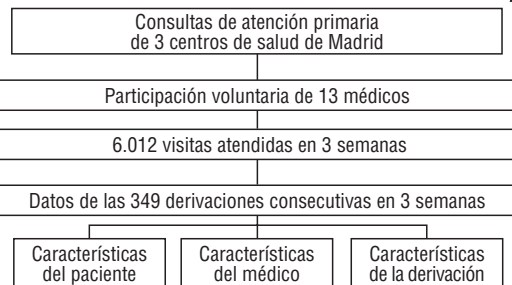 Consultas de atención primaria
de 3 centros de salud de Madrid
Participación voluntaria de 13 médicos
6.012 visitas atendidas en 3 semanas
Datos de las 349 derivaciones consecutivas en 3 semanas
Características
del paciente
Características
del médico
Características
de la derivación